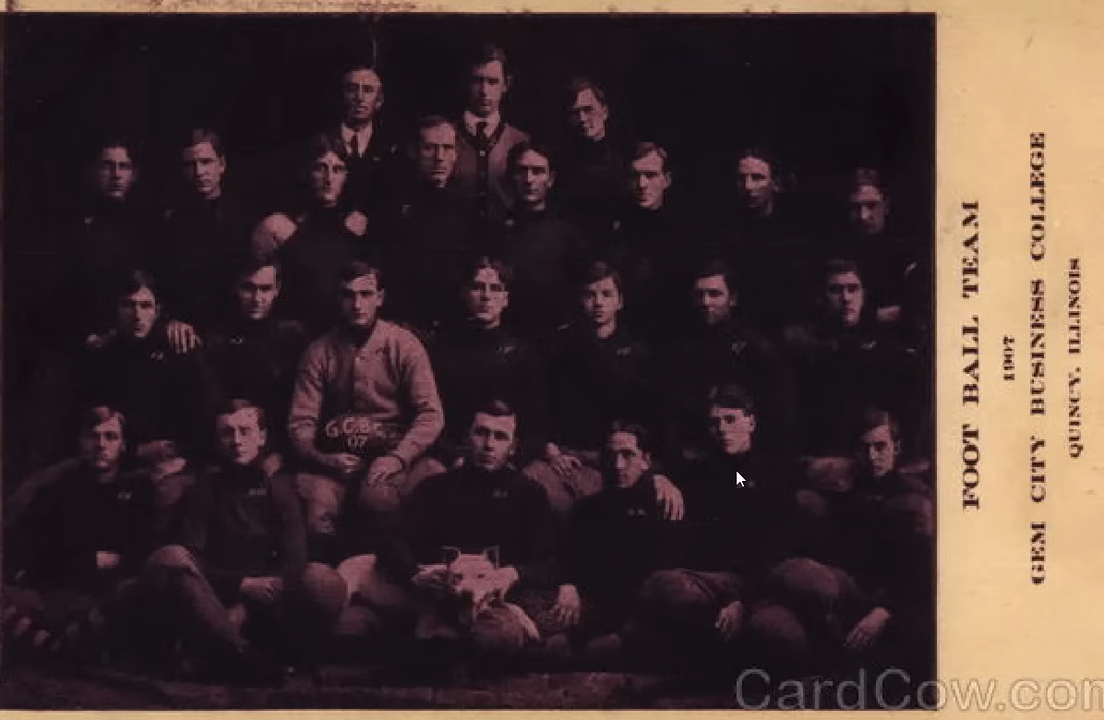 G.C.B.C.
07
FOOT BALL TEAM
1907
GEM CITY BUSINESS COLLEGE
QUINCY, ILLINOIS
CardCow.com